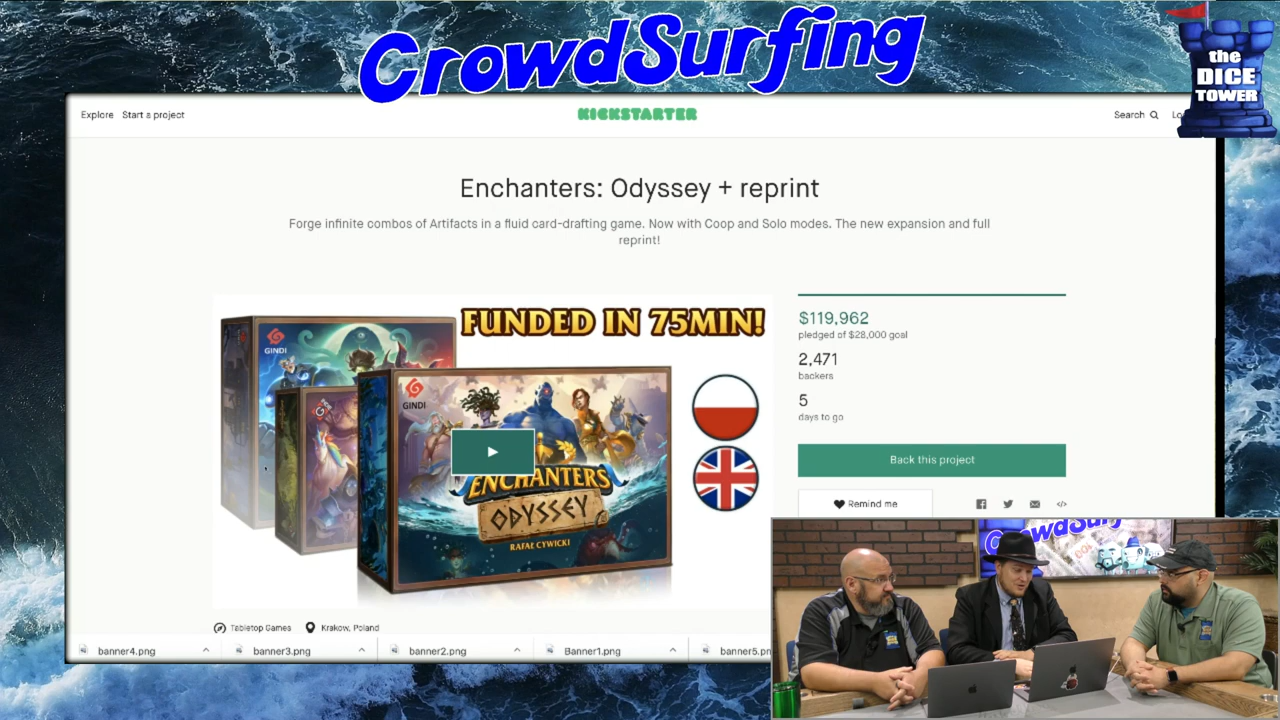 CrowdSurfing
the
DICE
TOWER
Explore Start a project
KICKSTARTER
Search
Enchanters: Odyssey + reprint
Forge infinite combos of Artifacts in a fluid card-drafting game. Now with Coop and Solo modes. The new expansion and full
reprint!
FUNDED IN 75MIN!
GINDI
GINDI
ENCHANTERS
ODYSSEY
RAFAŁ CYWICKI
$119,962
pledged of $28,000 goal
2,471
backers
5
days to go
Back this project
Remind me
Tabletop Games Krakow, Poland
banner4.png banner3.png banner2.png Banner1.png banner5.pn
CrowdSurfing